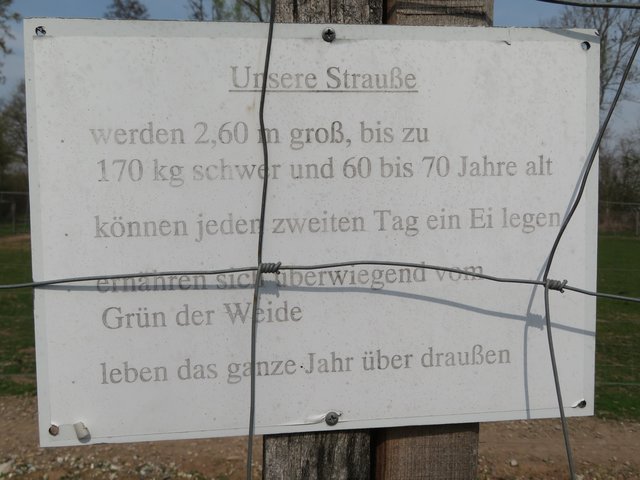 Unsere Strauße
werden 2,60 m groß, bis zu
170 kg schwer und 60 bis 70 Jahre alt
können jeden zweiten Tag ein Ei legen
ernähren sich überwiegend vom
Grün der Weide
leben das ganze Jahr über draußen